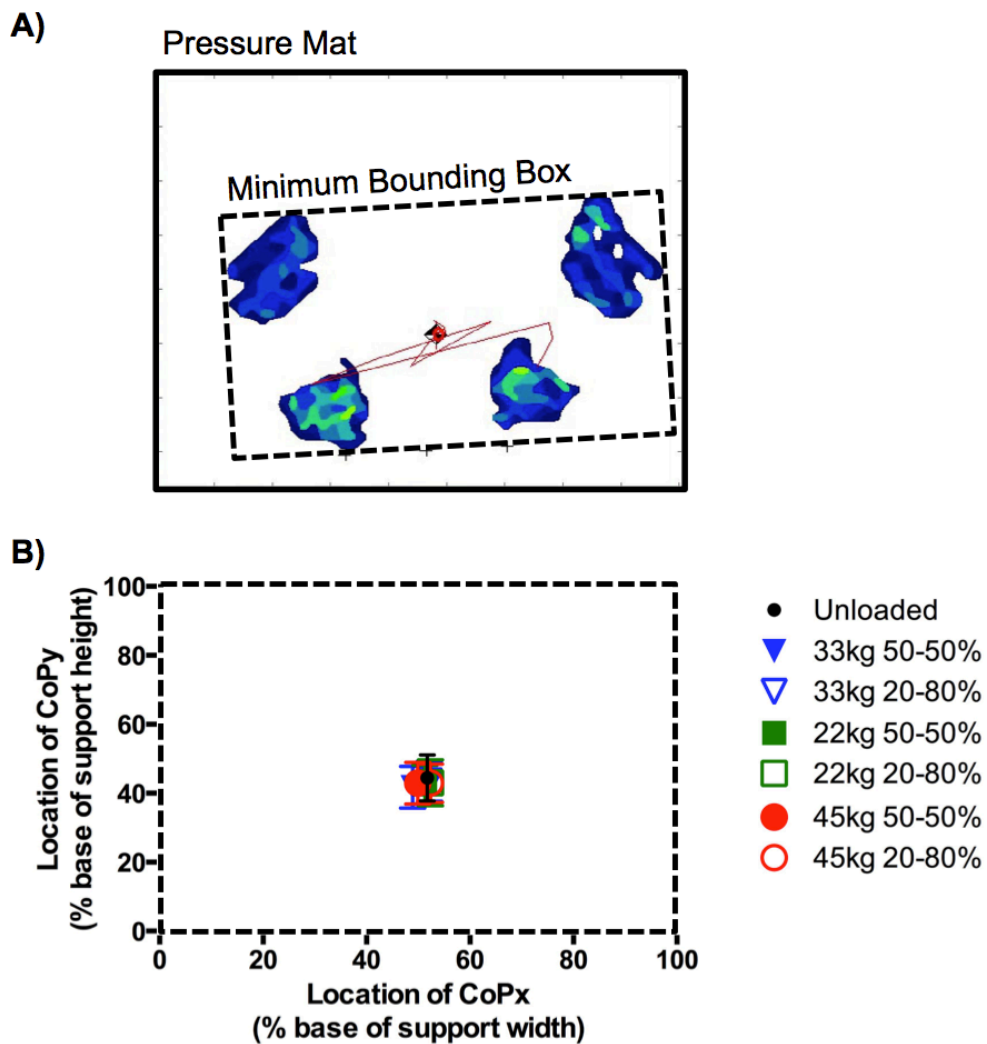 A)
Pressure Mat
Minimum Bounding Box
B)
Location of CoPy
(% base of support height)
100
80
60
40
20
0
0 20 40 60 80 100
Location of CoPx
(% base of support width)
Unloaded
33kg 50-50%
33kg 20-80%
22kg 50-50%
22kg 20-80%
45kg 50-50%
45kg 20-80%